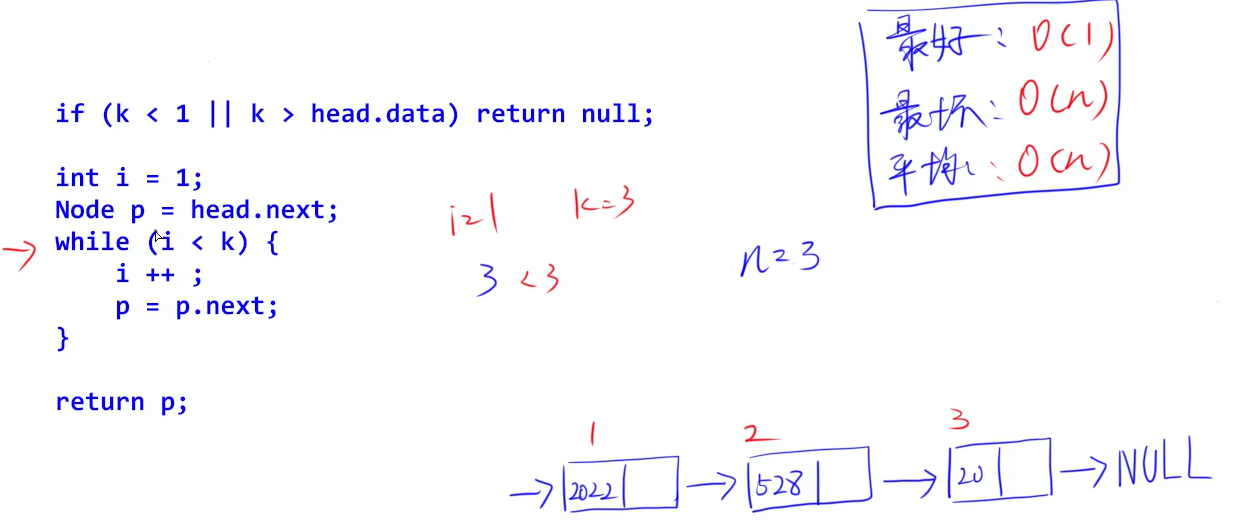 最好: O(1)
最坏: O(n)
平均: O(n)
if (k < 1 || k > head.data) return null;
int i = 1;
Node p = head.next;
while (i < k) {
i ++ ;
p = p.next;
}
return p;
i=1 k=3
3 < 3
n=3
1 2 3
2022 528 20 NULL